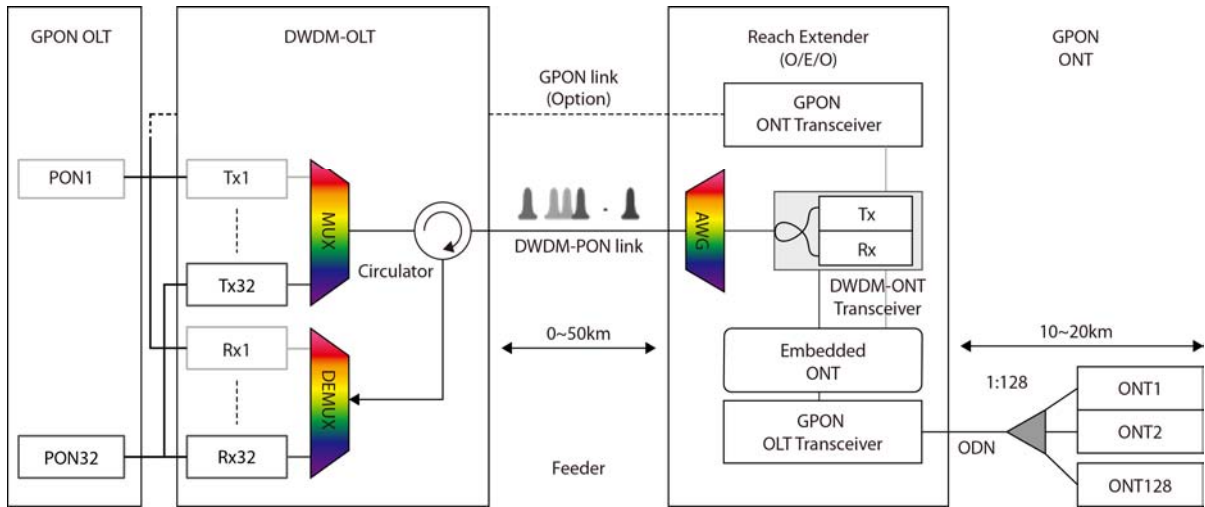 GPON OLT
DWDM-OLT
Reach Extender
(O/E/O)
GPON
ONT
GPON link
(Option)
GPON
ONT Transceiver
PON1
Tx1
MUX
Circulator
DWDM-PON link
AWG
Tx
Rx
DWDM-ONT
Transceiver
Tx32
Rx1
DEMUX
0~50km
Embedded
ONT
10~20km
1:128
ONT1
GPON
OLT Transceiver
ONT2
ODN
PON32
Rx32
Feeder
ONT128